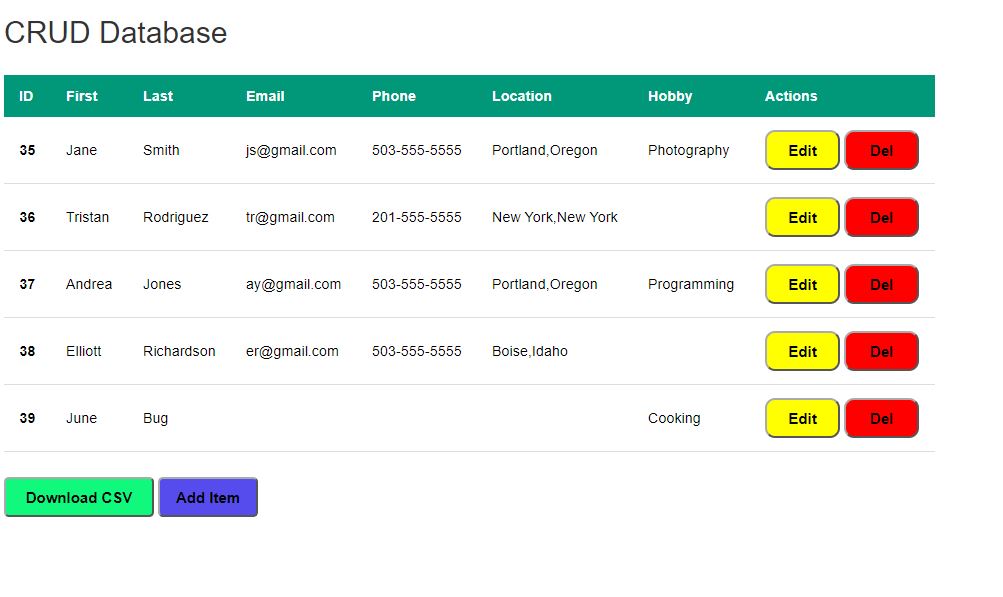 CRUD Database
ID First Last Email Phone Location Hobby Actions
35 Jane Smith js@gmail.com 503-555-5555 Portland,Oregon Photography Edit Del
36 Tristan Rodriguez tr@gmail.com 201-555-5555 New York,New York Edit Del
37 Andrea Jones ay@gmail.com 503-555-5555 Portland,Oregon Programming Edit Del
38 Elliott Richardson er@gmail.com 503-555-5555 Boise,Idaho Edit Del
39 June Bug Cooking Edit Del
Download CSV Add Item